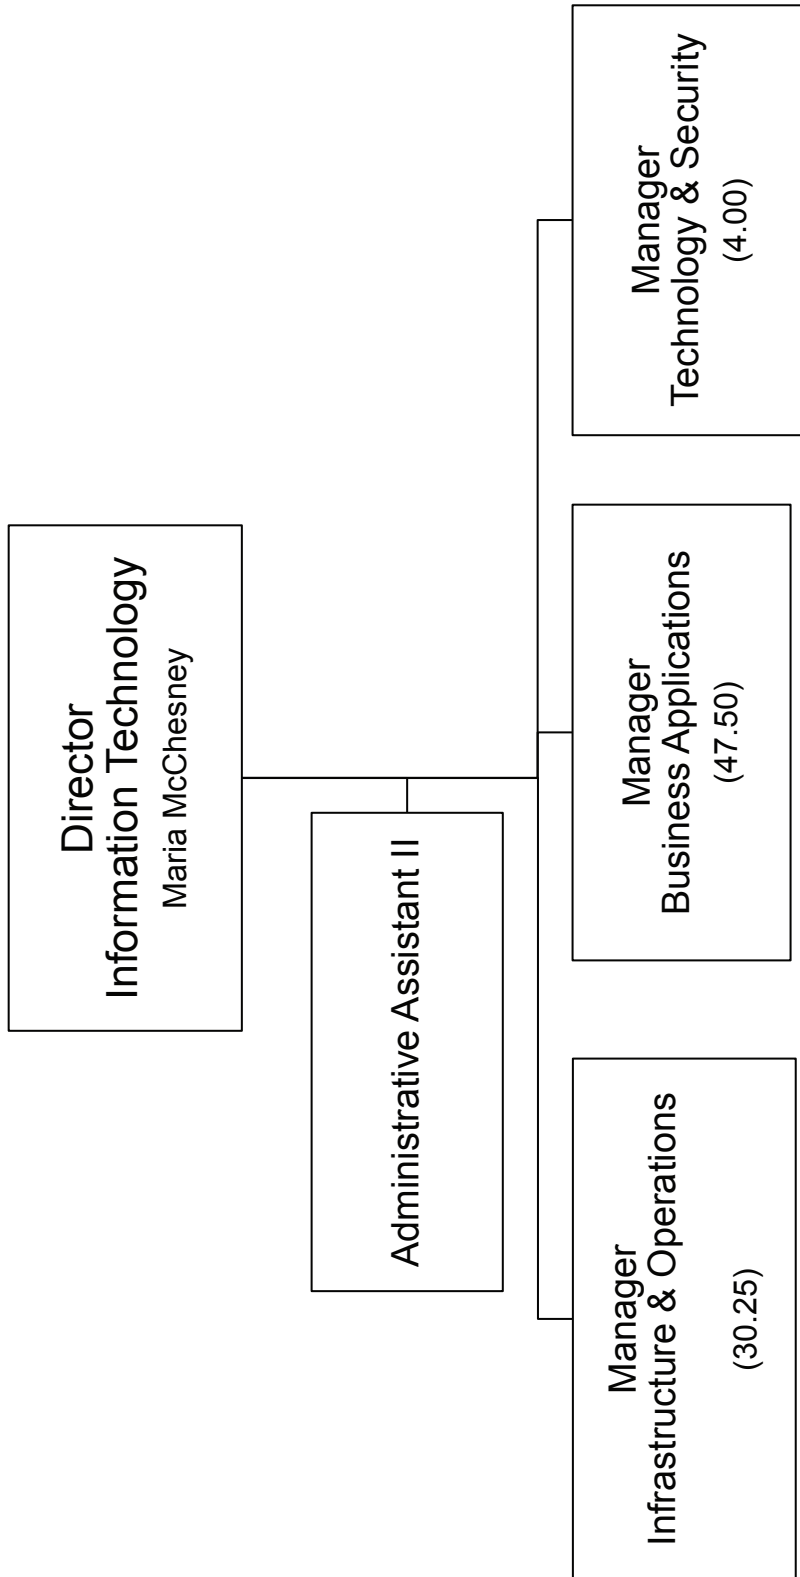 Director
Information Technology
Maria McChesney
Administrative Assistant II
Manager
Infrastructure & Operations
(30.25)
Manager
Business Applications
(47.50)
Manager
Technology & Security
(4.00)